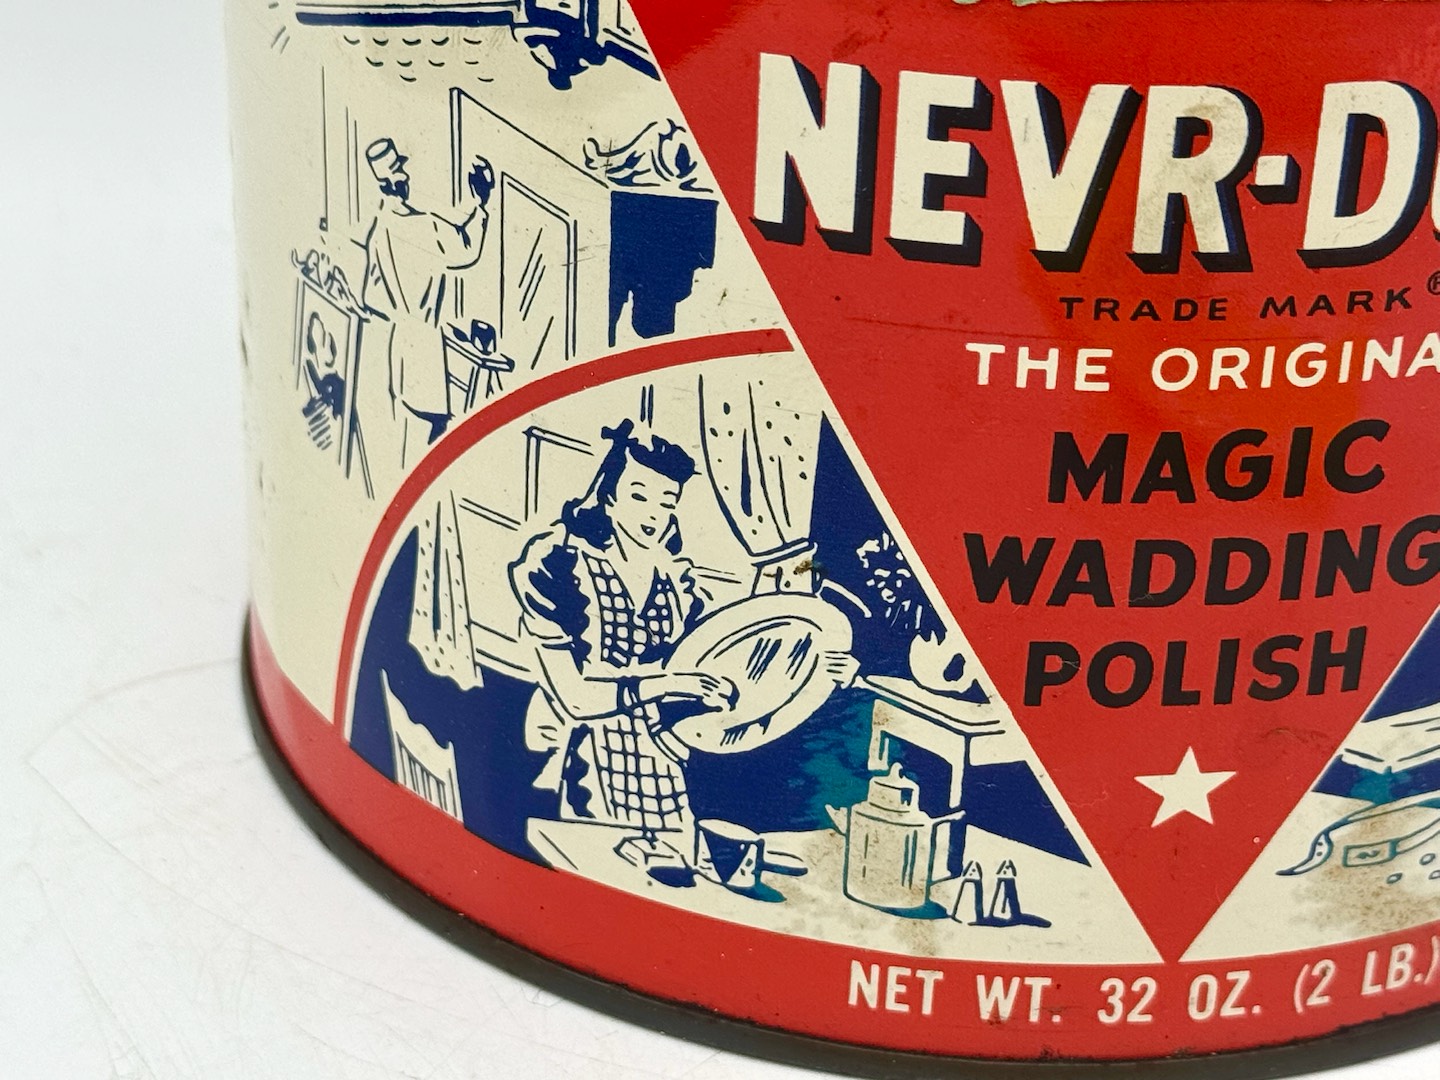 NEVR-D
TRADE MARK ®
THE ORIGINA
MAGIC
WADDING
POLISH
NET WT. 32 OZ. (2 LB.)